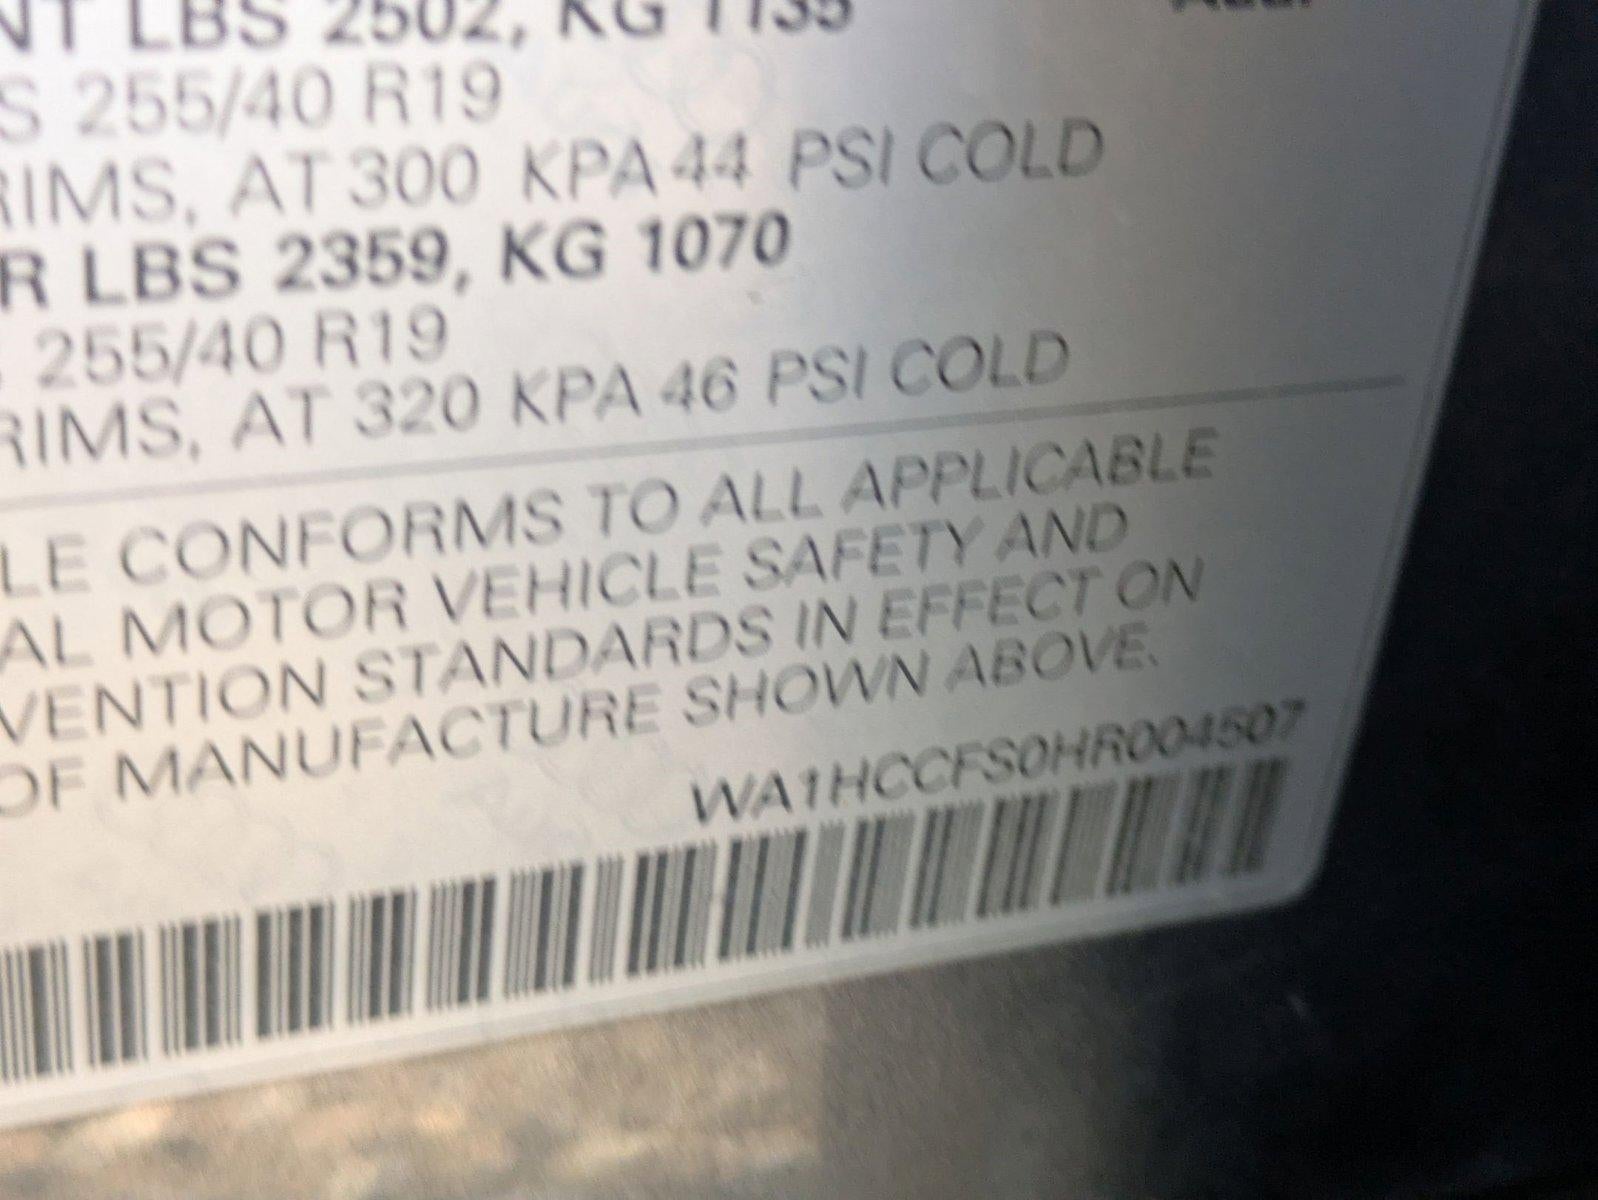 NT LBS 2502, KG 1135
S 255/40 R19
RIMS, AT 300 KPA 44 PSI COLD
R LBS 2359, KG 1070
255/40 R19
RIMS, AT 320 KPA 46 PSI COLD
LE CONFORMS TO ALL APPLICABLE
AL MOTOR VEHICLE SAFETY AND
VENTION STANDARDS IN EFFECT ON
OF MANUFACTURE SHOWN ABOVE.
WA1HCCFS0HR004507